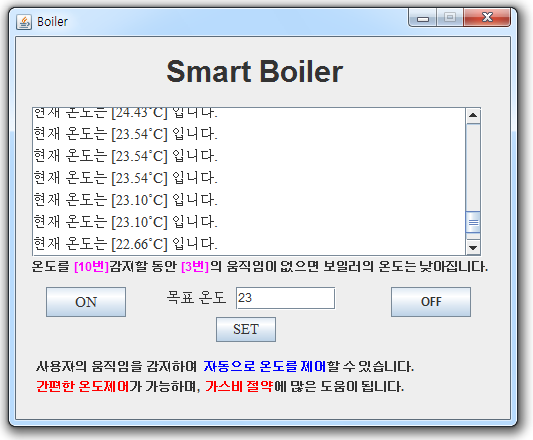 Boiler
Smart Boiler
현재 온도는 [24.43˚C] 입니다.
현재 온도는 [23.54˚C] 입니다.
현재 온도는 [23.54˚C] 입니다.
현재 온도는 [23.54˚C] 입니다.
현재 온도는 [23.10˚C] 입니다.
현재 온도는 [23.10˚C] 입니다.
현재 온도는 [22.66˚C] 입니다.
온도를 [10번]감지할 동안 [3번]의 움직임이 없으면 보일러의 온도는 낮아집니다.
ON 목표 온도 23 OFF
SET
사용자의 움직임을 감지하여 자동으로 온도를 제어할 수 있습니다.
간편한 온도제어가 가능하며, 가스비 절약에 많은 도움이 됩니다.